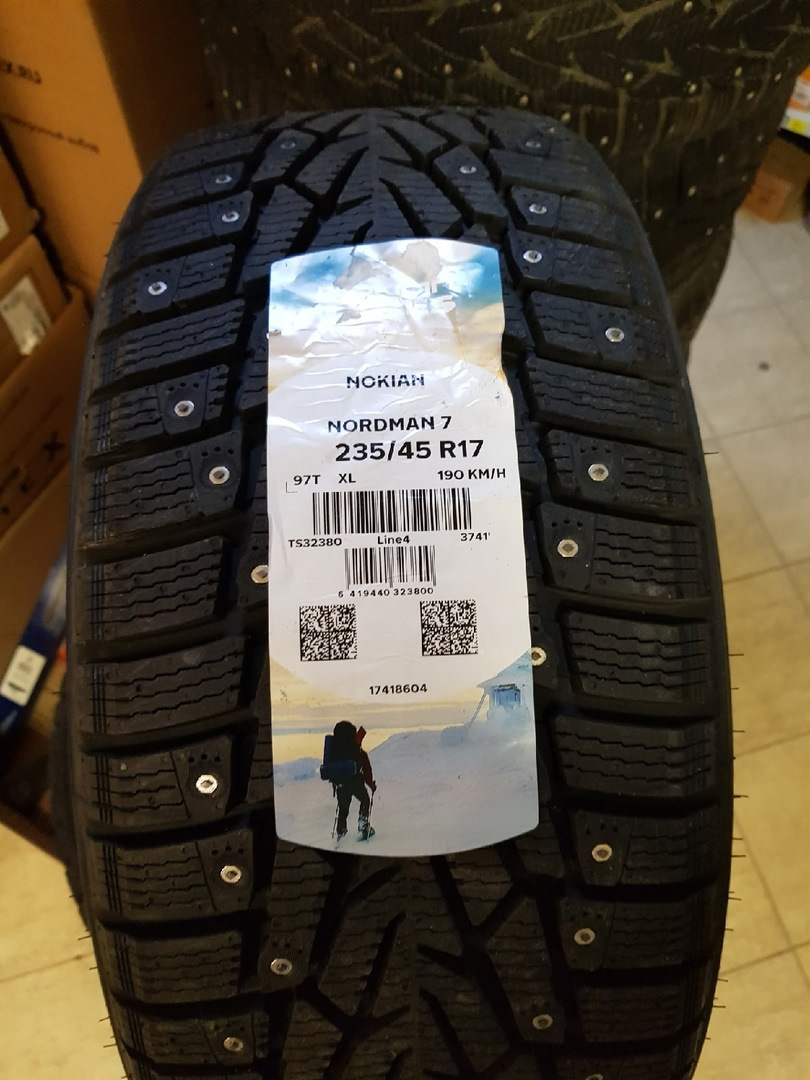 NOKIAN
NORDMAN 7
235/45 R17
97T XL 190 KM/H
TS32380 Line4 3741
6 419440 323800
17418604